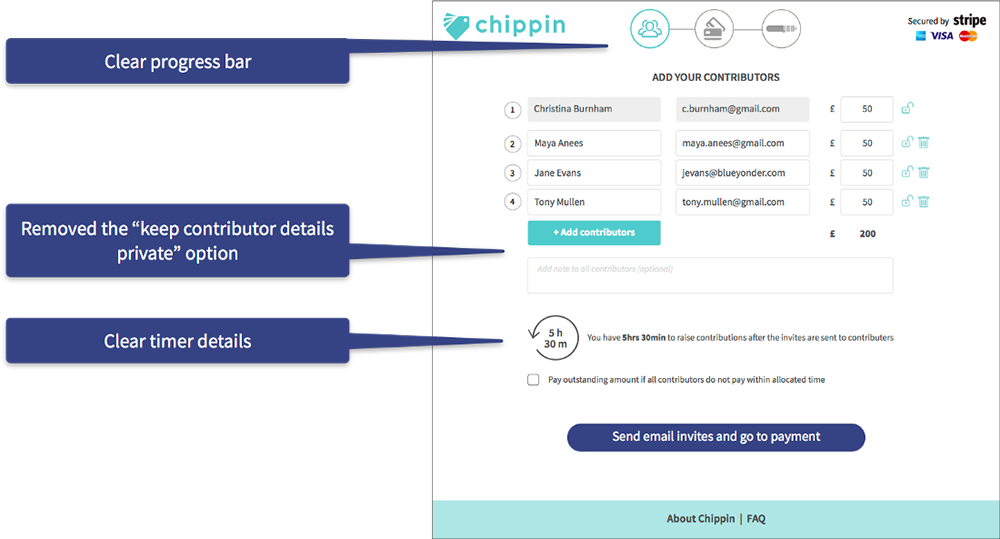 chippin
Secured by stripe
VISA
Clear progress bar
ADD YOUR CONTRIBUTORS
1 Christina Burnham c.burnham@gmail.com £ 50
2 Maya Anees maya.anees@gmail.com £ 50
3 Jane Evans jevans@blueyonder.com £ 50
4 Tony Mullen tony.mullen@gmail.com £ 50
+ Add contributors £ 200
Removed the “keep contributor details
private” option
Add note to all contributors (optional)
Clear timer details
5 h
30 m
You have 5hrs 30min to raise contributions after the invites are sent to contributors
Pay outstanding amount if all contributors do not pay within allocated time
Send email invites and go to payment
About Chippin | FAQ